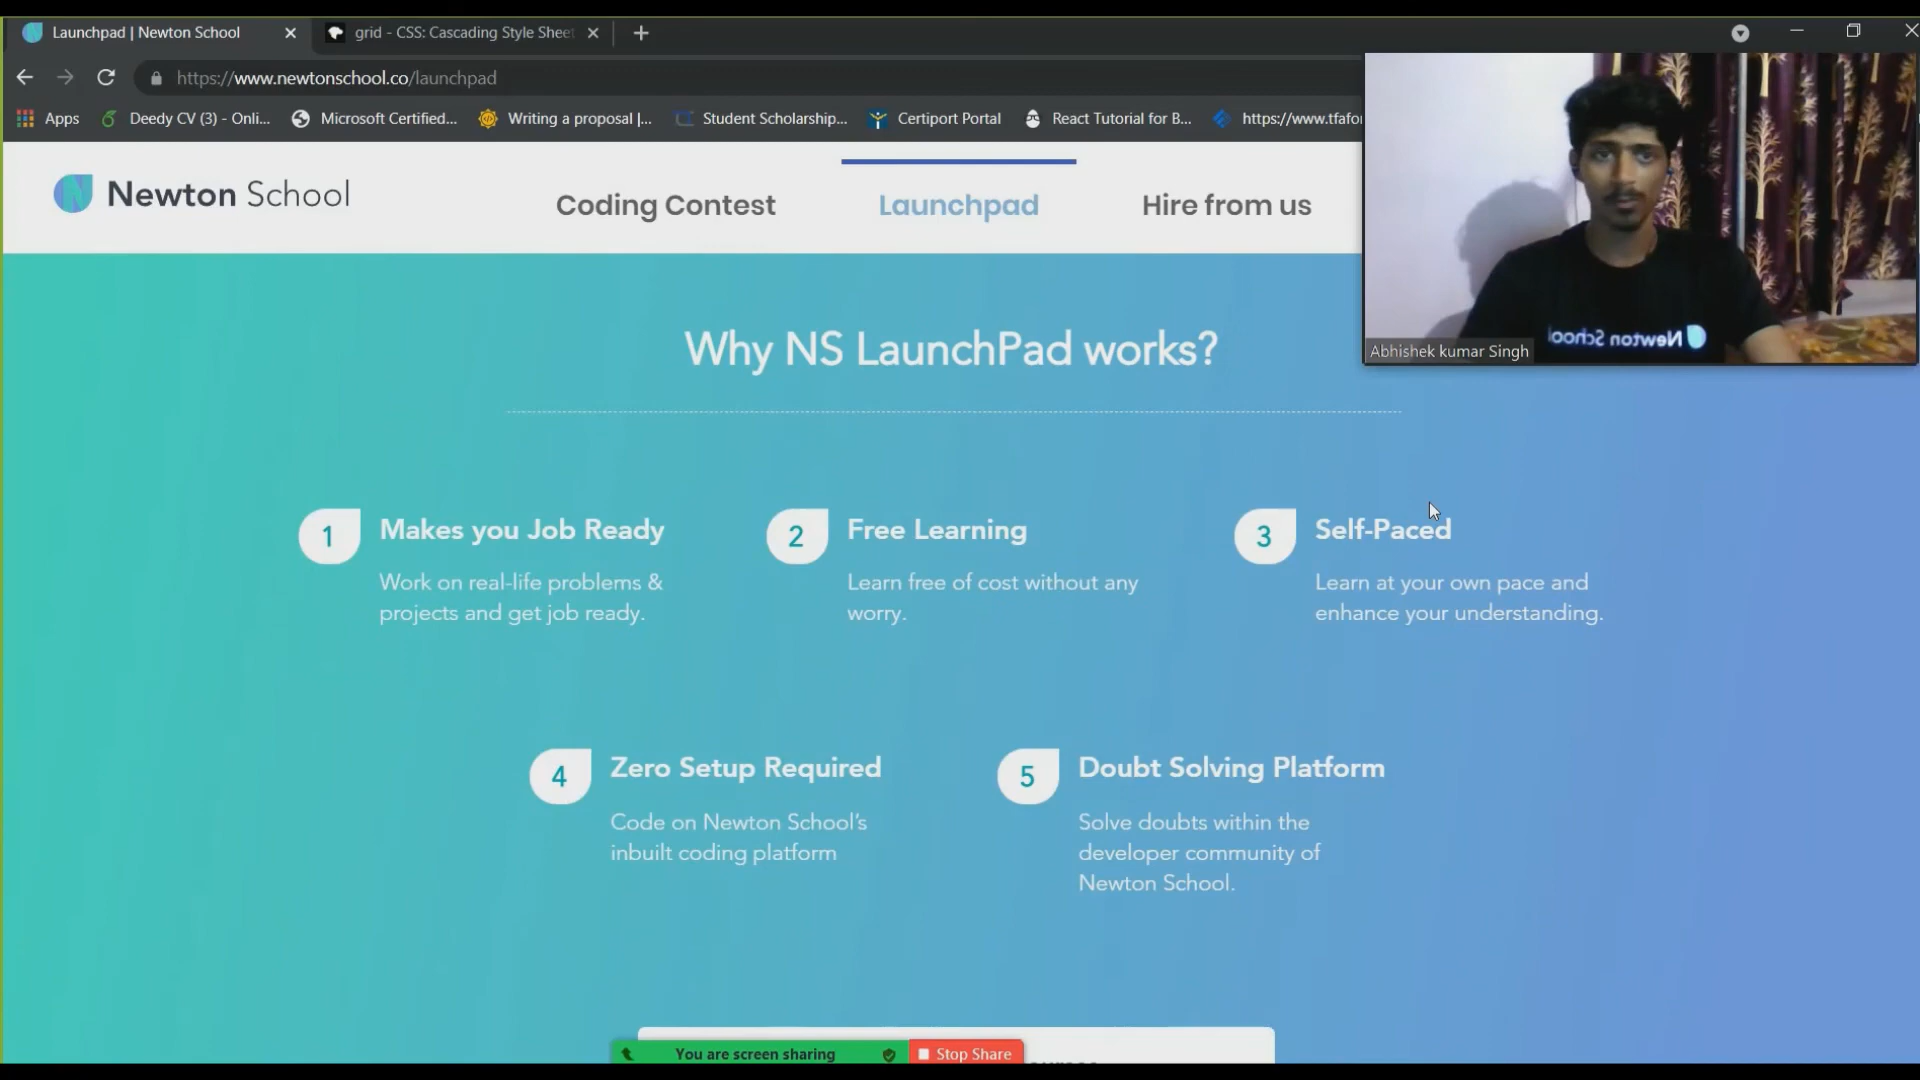 Launchpad | Newton School
grid - CSS: Cascading Style Sheet
https://www.newtonschool.co/launchpad
Apps
Deedy CV (3) - Onli...
Microsoft Certified...
Writing a proposal |...
Student Scholarship...
Certiport Portal
React Tutorial for B...
https://www.tfafor
Newton School
Coding Contest
Launchpad
Hire from us
Newton School
Abhishek kumar Singh
Why NS LaunchPad works?
1
Makes you Job Ready
Work on real-life problems &
projects and get job ready.
2
Free Learning
Learn free of cost without any
worry.
3
Self-Paced
Learn at your own pace and
enhance your understanding.
4
Zero Setup Required
Code on Newton School's
inbuilt coding platform
5
Doubt Solving Platform
Solve doubts within the
developer community of
Newton School.
You are screen sharing
Stop Share